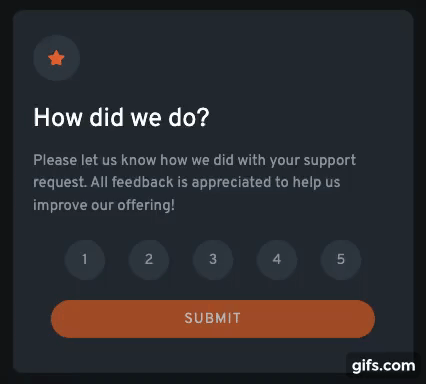 How did we do?
Please let us know how we did with your support
request. All feedback is appreciated to help us
improve our offering!
1 2 3 4 5
SUBMIT
gifs.com